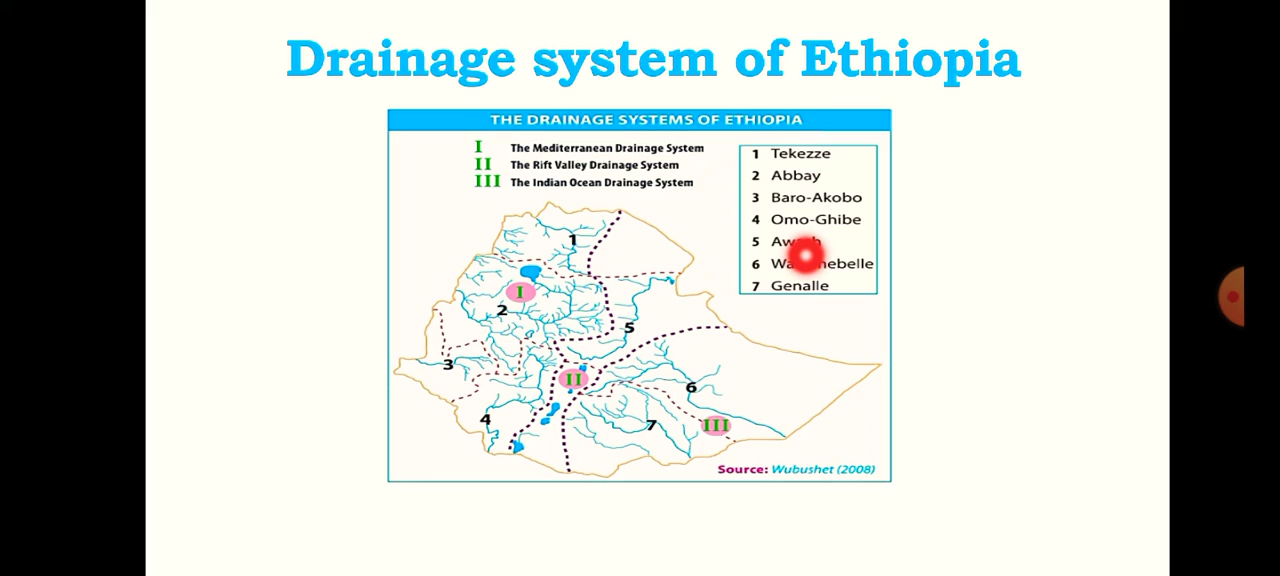 Drainage system of Ethiopia
THE DRAINAGE SYSTEMS OF ETHIOPIA
I The Mediterranean Drainage System
II The Rift Valley Drainage System
III The Indian Ocean Drainage System
1 Tekezze
2 Abbay
3 Baro-Akobo
4 Omo-Ghibe
5
6
7 Genalle
1
I
2
5
3
II
6
4
7
III
Source: Wubushet (2008)